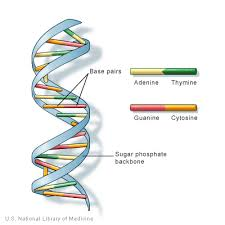 Base pairs
Adenine Thymine
Guanine Cytosine
Sugar phosphate
backbone
U.S. National Library of Medicine